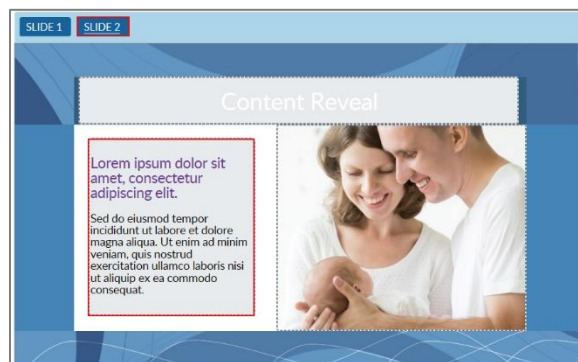 SLIDE 1
SLIDE 2
Content Reveal
Lorem ipsum dolor sit
amet, consectetur
adipiscing elit.
Sed do eiusmod tempor
incididunt ut labore et dolore
magna aliqua. Ut enim ad minim
veniam, quis nostrud
exercitation ullamco laboris nisi
ut aliquip ex ea commodo
consequat.